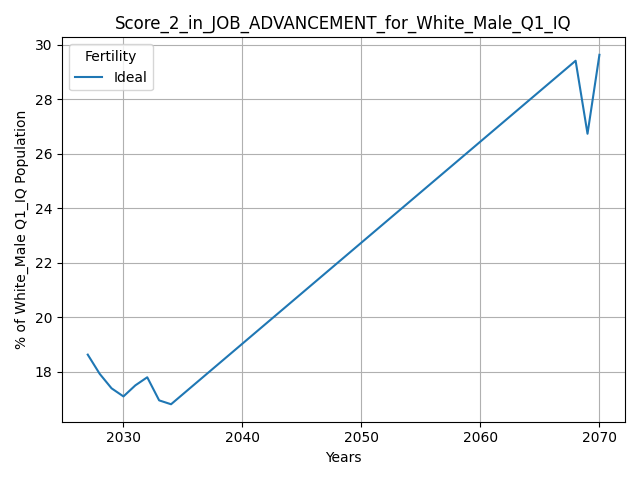 Score_2_in_JOB_ADVANCEMENT_for_White_Male_Q1_IQ
Fertility
Ideal
% of White_Male Q1_IQ Population
30
28
26
24
22
20
18
2030 2040 2050 2060 2070
Years